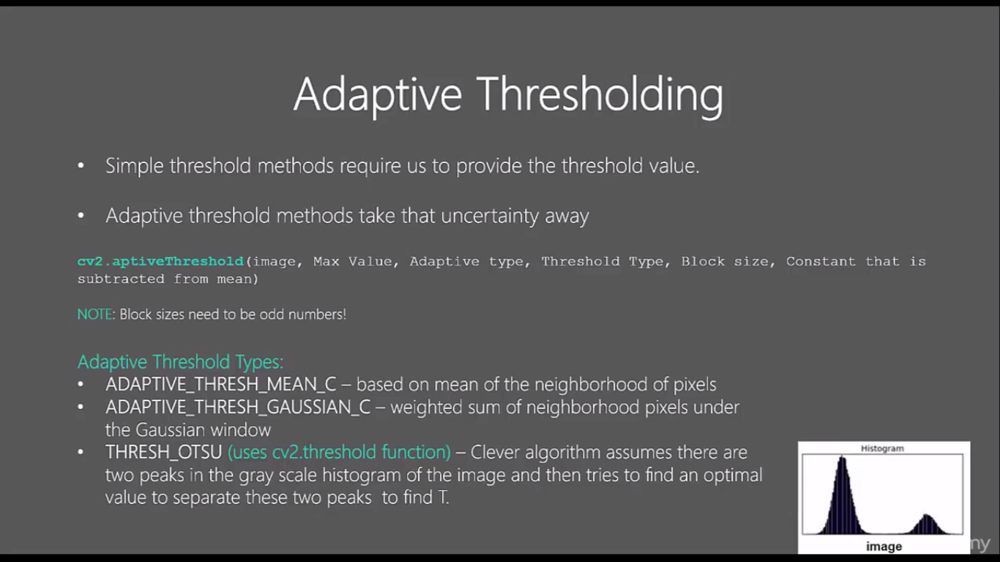 Adaptive Thresholding
• Simple threshold methods require us to provide the threshold value.
• Adaptive threshold methods take that uncertainty away
cv2.aptiveThreshold(image, Max Value, Adaptive type, Threshold Type, Block size, Constant that is
subtracted from mean)
NOTE: Block sizes need to be odd numbers!
Adaptive Threshold Types:
• ADAPTIVE_THRESH_MEAN_C – based on mean of the neighborhood of pixels
• ADAPTIVE_THRESH_GAUSSIAN_C – weighted sum of neighborhood pixels under
the Gaussian window
• THRESH_OTSU (uses cv2.threshold function) – Clever algorithm assumes there are
two peaks in the gray scale histogram of the image and then tries to find an optimal
value to separate these two peaks  to find T.
Histogram
image
my